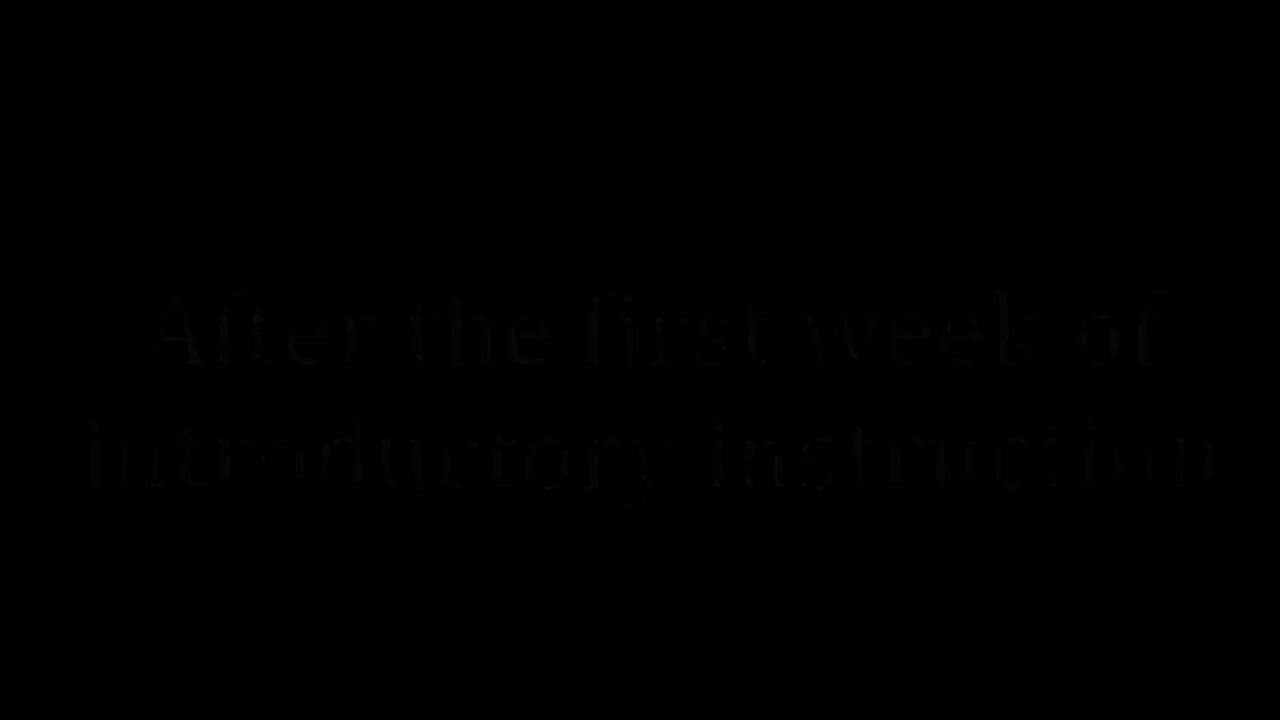 After the first week of
introductory instruction